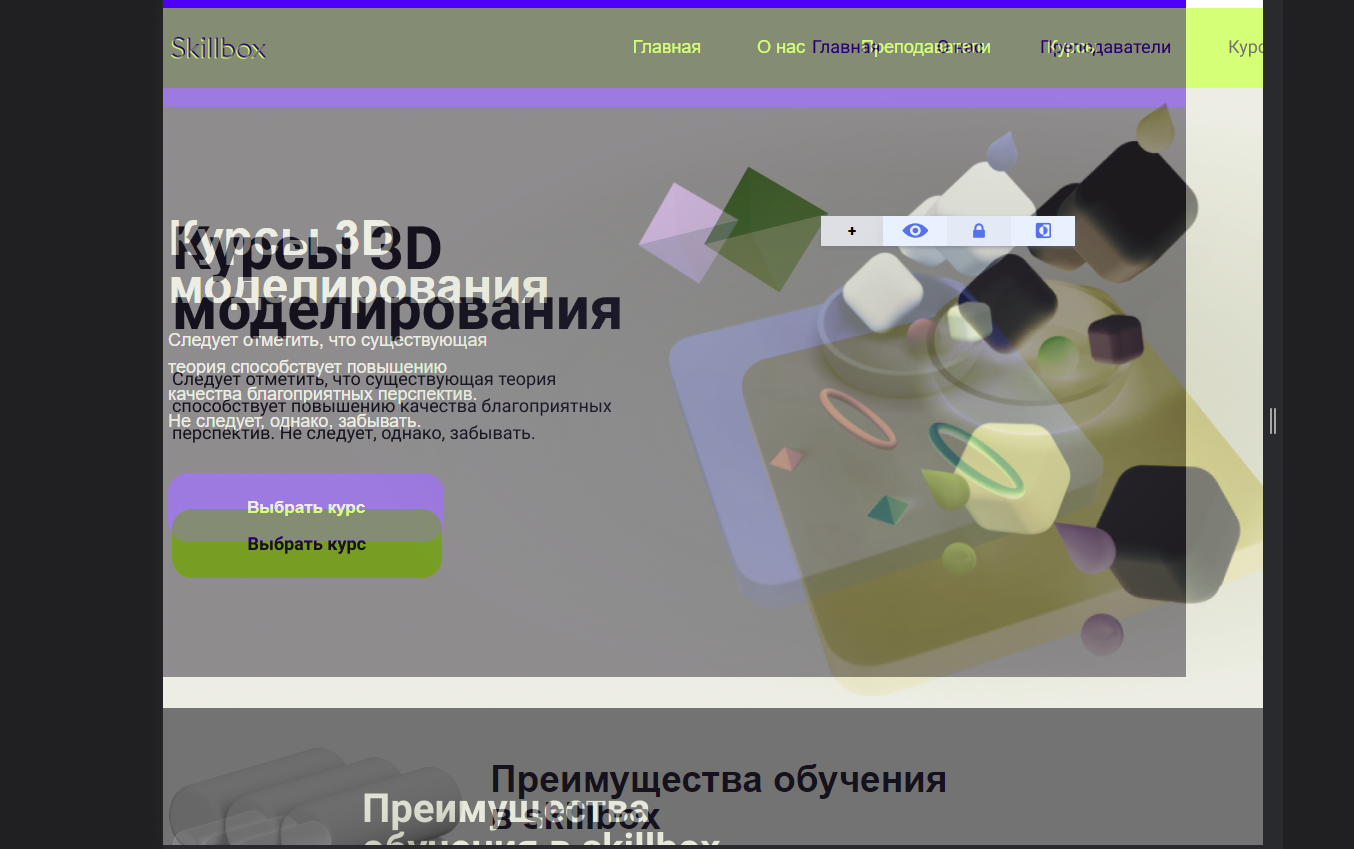 Skillbox
Главная О нас Преподаватели Курсы
Главная О нас Преподаватели Курс
Курсы 3D
моделирования
Курсы 3D
моделирования
Следует отметить, что существующая
теория способствует повышению
качества благоприятных перспектив.
Не следует, однако, забывать.
Следует отметить, что существующая теория
способствует повышению качества благоприятных
перспектив. Не следует, однако, забывать.
Выбрать курс
Выбрать курс
+
Преимущества обучения
в skillbox
Преимущества
обучения в skillbox